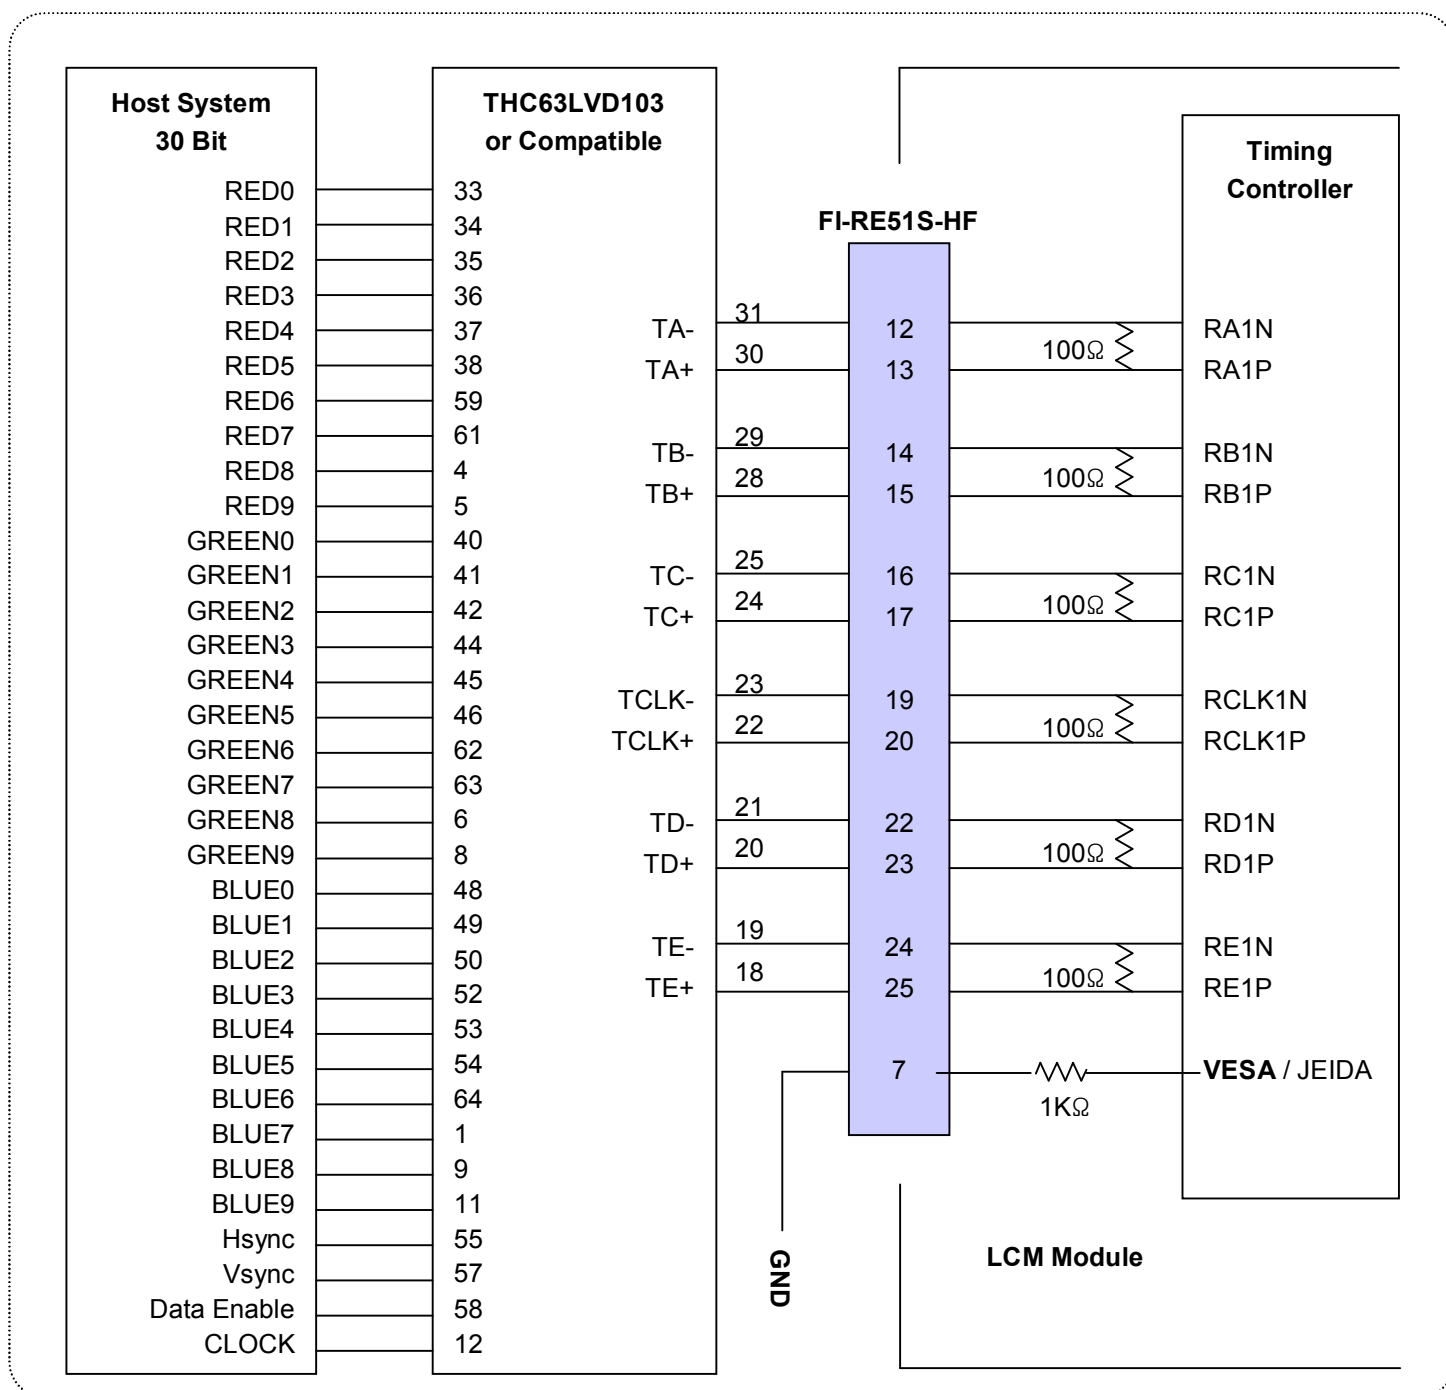 Host System
30 Bit
RED0
RED1
RED2
RED3
RED4
RED5
RED6
RED7
RED8
RED9
GREEN0
GREEN1
GREEN2
GREEN3
GREEN4
GREEN5
GREEN6
GREEN7
GREEN8
GREEN9
BLUE0
BLUE1
BLUE2
BLUE3
BLUE4
BLUE5
BLUE6
BLUE7
BLUE8
BLUE9
Hsync
Vsync
Data Enable
CLOCK
THC63LVD103
or Compatible
33
34
35
36
37
38
59
61
4
5
40
41
42
44
45
46
62
63
6
8
48
49
50
52
53
54
64
1
9
11
55
57
58
12
TA-
TA+
TB-
TB+
TC-
TC+
TCLK-
TCLK+
TD-
TD+
TE-
TE+
31
30
29
28
25
24
23
22
21
20
19
18
GND
FI-RE51S-HF
12
13
14
15
16
17
19
20
22
23
24
25
7
100Ω
100Ω
100Ω
100Ω
100Ω
100Ω
1KΩ
LCM Module
Timing
Controller
RA1N
RA1P
RB1N
RB1P
RC1N
RC1P
RCLK1N
RCLK1P
RD1N
RD1P
RE1N
RE1P
VESA / JEIDA